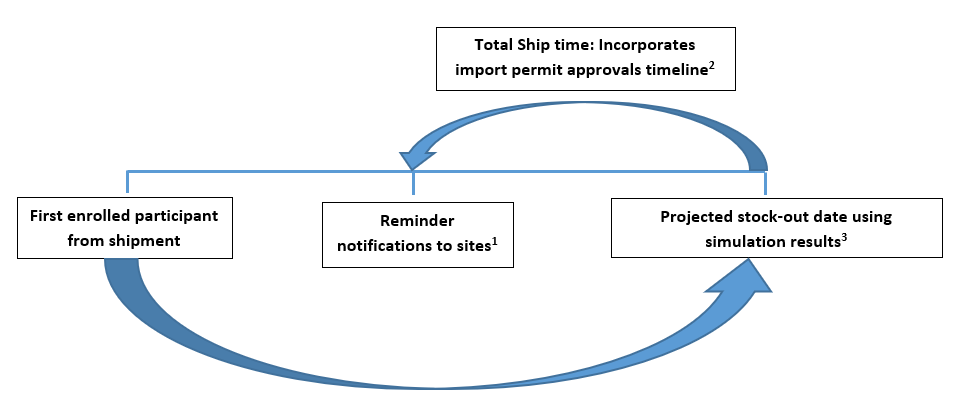 Total Ship time: Incorporates
import permit approvals timeline²
First enrolled participant
from shipment
Reminder
notifications to sites¹
Projected stock-out date using
simulation results³